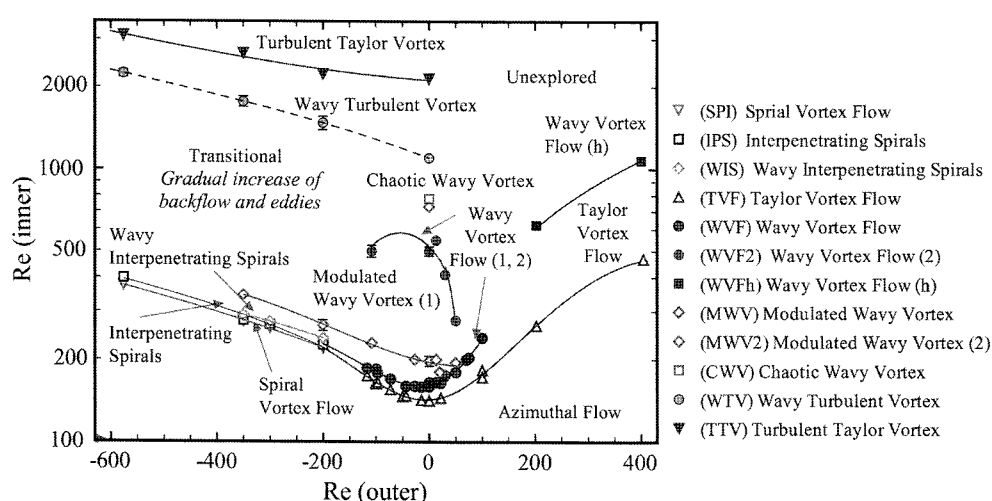 Re (inner)
2000
1000
500
200
100
Turbulent Taylor Vortex
Unexplored
Wavy Turbulent Vortex
Wavy Vortex
Flow (h)
Transitional
Gradual increase of
backflow and eddies
Chaotic Wavy Vortex
Wavy
Vortex
Flow (1, 2)
Taylor
Vortex
Flow
Wavy
Interpenetrating Spirals
Modulated
Wavy Vortex (1)
Interpenetrating
Spirals
Spiral
Vortex Flow
Azimuthal Flow
-600
-400
-200
0
200
400
Re (outer)
(SPI) Sprial Vortex Flow
(IPS) Interpenetrating Spirals
(WIS) Wavy Interpenetrating Spirals
(TVF) Taylor Vortex Flow
(WVF) Wavy Vortex Flow
(WVF2) Wavy Vortex Flow (2)
(WVFh) Wavy Vortex Flow (h)
(MWV) Modulated Wavy Vortex
(MWV2) Modulated Wavy Vortex (2)
(CWV) Chaotic Wavy Vortex
(WTV) Wavy Turbulent Vortex
(TTV) Turbulent Taylor Vortex